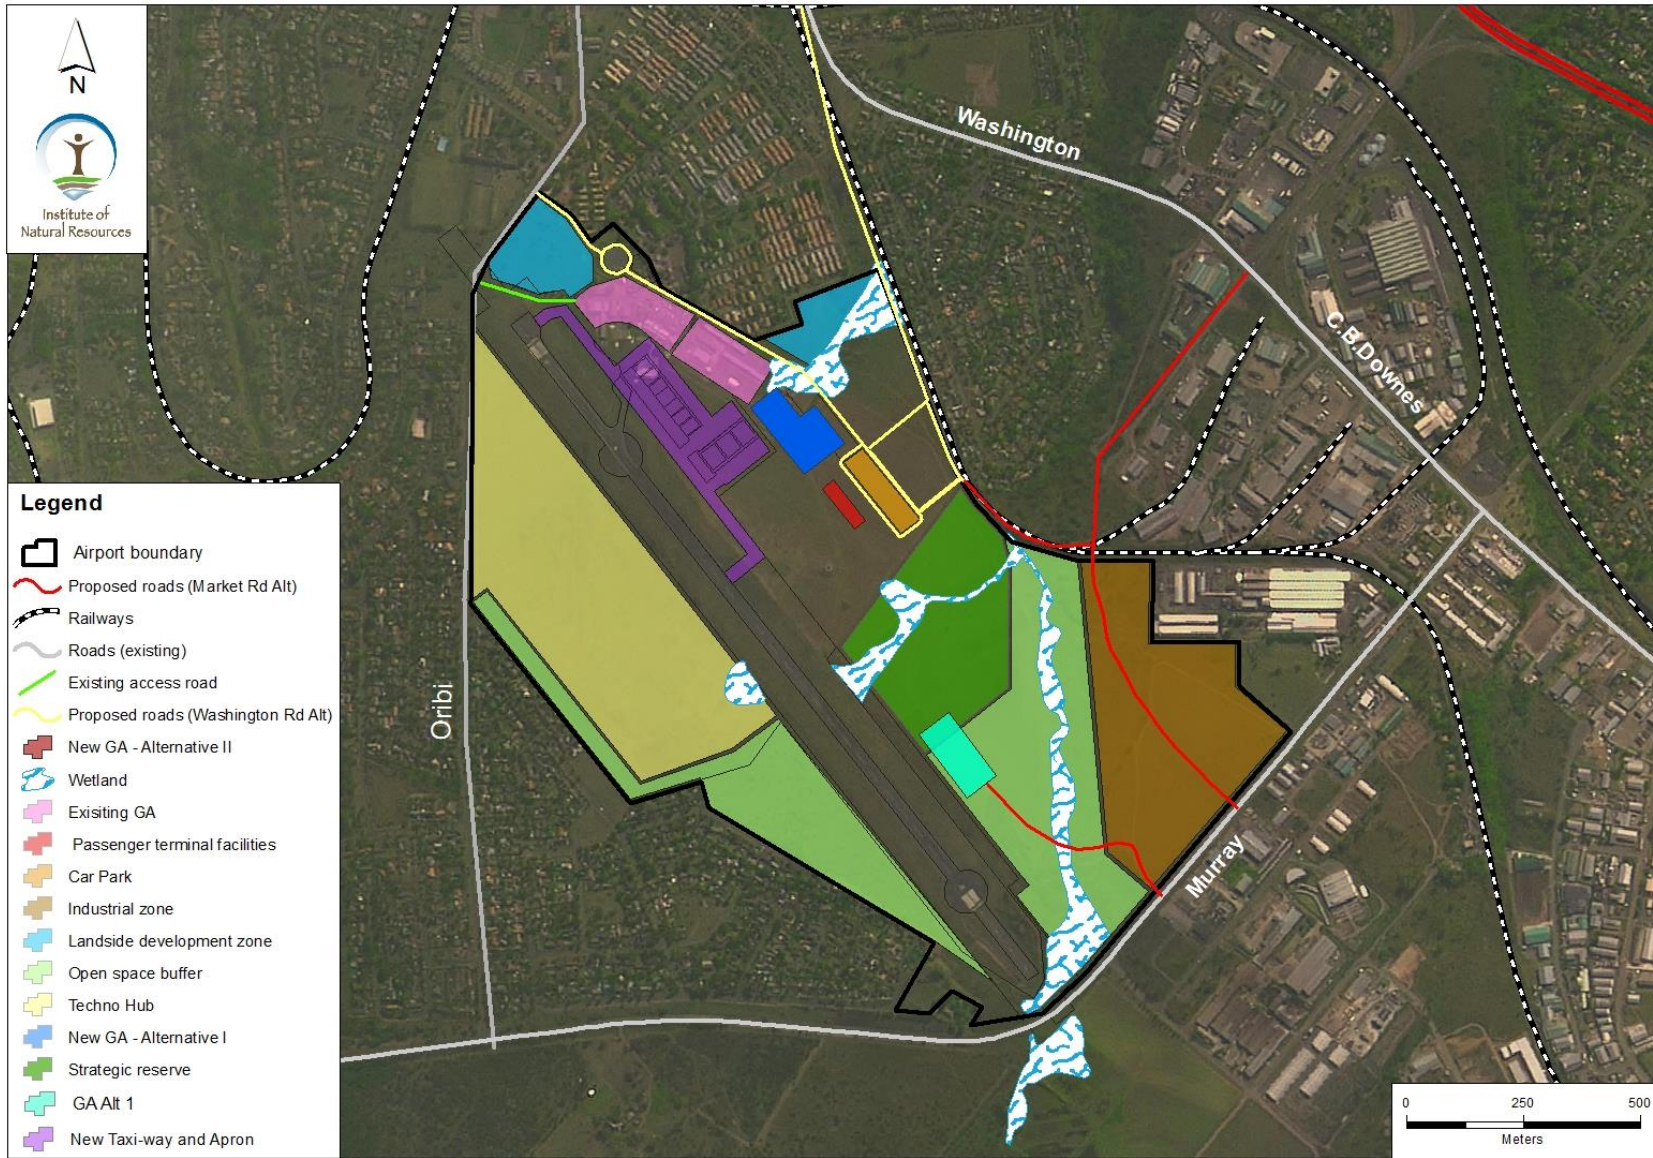 N
Institute of
Natural Resources
Washington
C.B.Downes
Murray
Oribi
Legend
Airport boundary
Proposed roads (Market Rd Alt)
Railways
Roads (existing)
Existing access road
Proposed roads (Washington Rd Alt)
New GA - Alternative II
Wetland
Exisiting GA
Passenger terminal facilities
Car Park
Industrial zone
Landside development zone
Open space buffer
Techno Hub
New GA - Alternative I
Strategic reserve
GA Alt 1
New Taxi-way and Apron
0 250 500
Meters